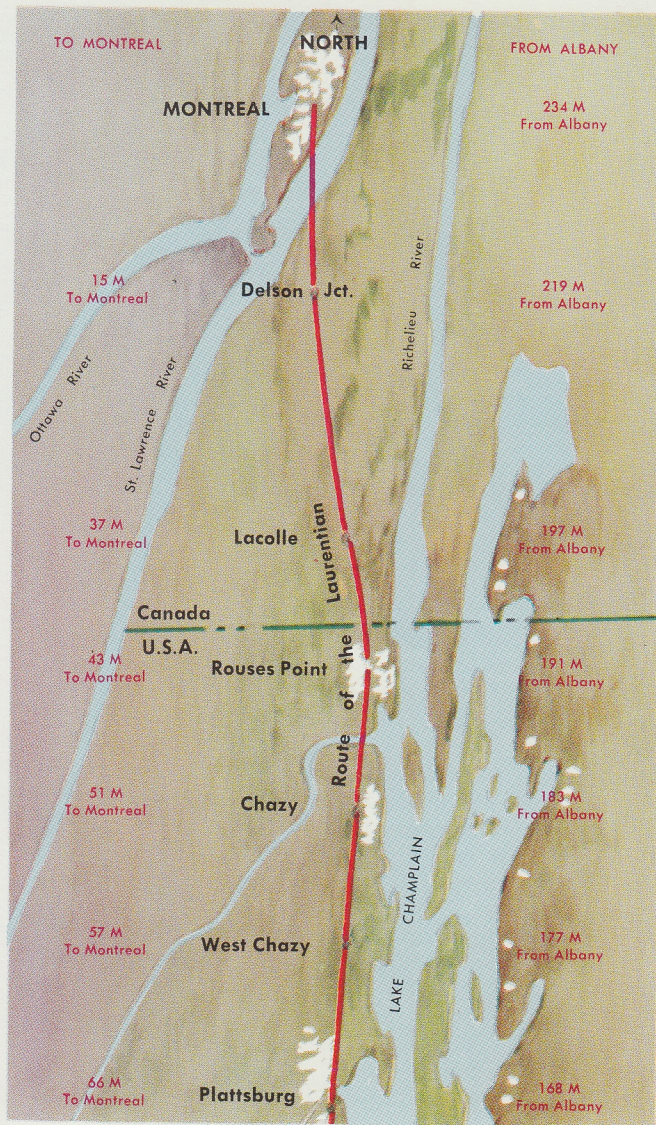 TO MONTREAL
NORTH
FROM ALBANY
MONTREAL
234 M
From Albany
15 M
To Montreal
Delson Jct.
219 M
From Albany
Richelieu River
Ottawa River
St. Lawrence River
37 M
To Montreal
Lacolle
197 M
From Albany
Route of the Laurentian
Canada
U.S.A.
43 M
To Montreal
Rouses Point
191 M
From Albany
51 M
To Montreal
Chazy
183 M
From Albany
LAKE CHAMPLAIN
57 M
To Montreal
West Chazy
177 M
From Albany
66 M
To Montreal
Plattsburg
168 M
From Albany